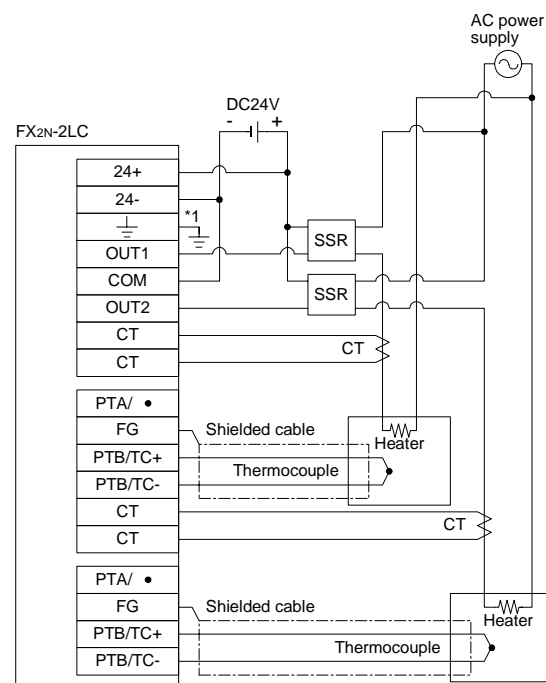 AC power
supply
DC24V
- +
FX2N-2LC
24+
24-
*1
OUT1
SSR
COM
SSR
OUT2
CT
CT
CT
PTA/ •
FG
Shielded cable
Heater
PTB/TC+
Thermocouple
PTB/TC-
CT
CT
CT
PTA/ •
FG
Shielded cable
Heater
PTB/TC+
Thermocouple
PTB/TC-